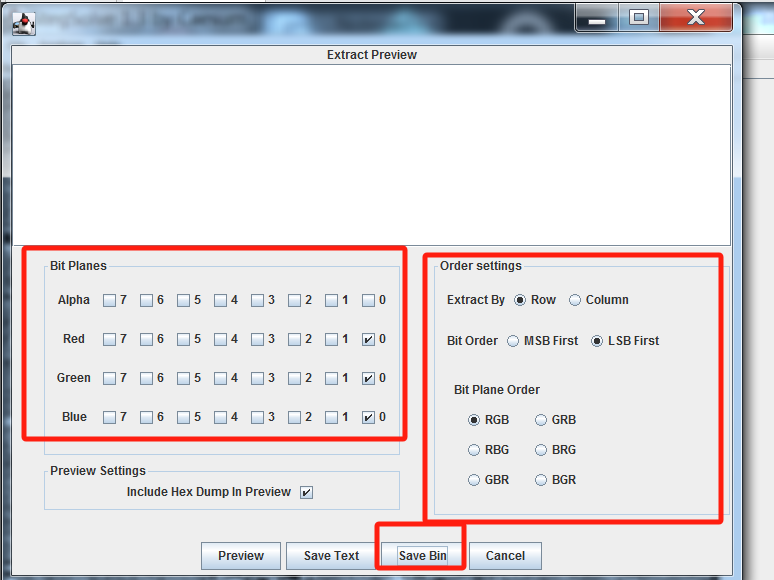 Extract Preview
Bit Planes
Alpha 7 6 5 4 3 2 1 0
Red 7 6 5 4 3 2 1 0
Green 7 6 5 4 3 2 1 0
Blue 7 6 5 4 3 2 1 0
Preview Settings
Include Hex Dump In Preview
Order settings
Extract By Row Column
Bit Order MSB First LSB First
Bit Plane Order
RGB GRB
RBG BRG
GBR BGR
Preview Save Text Save Bin Cancel